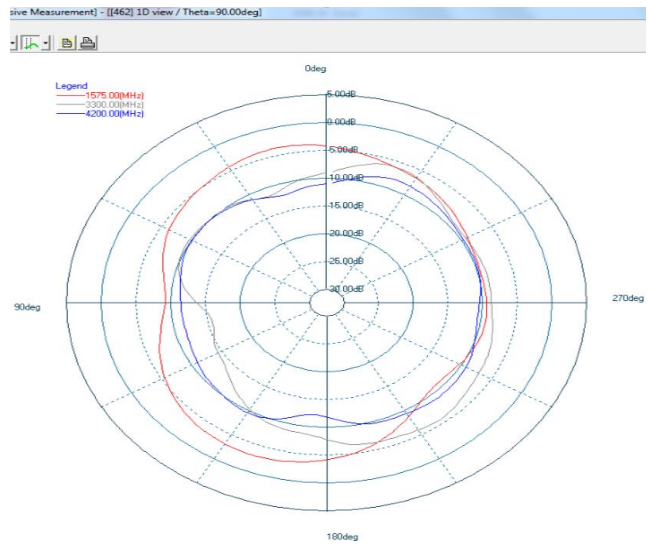 sive Measurement] - [[462] 1D view / Theta=90.00deg]
0deg
Legend
1575.00(MHz)
3300.00(MHz)
4200.00(MHz)
5.00dB
0.00dB
-5.00dB
-10.00dB
-15.00dB
-20.00dB
-25.00dB
-30.00dB
90deg
270deg
180deg